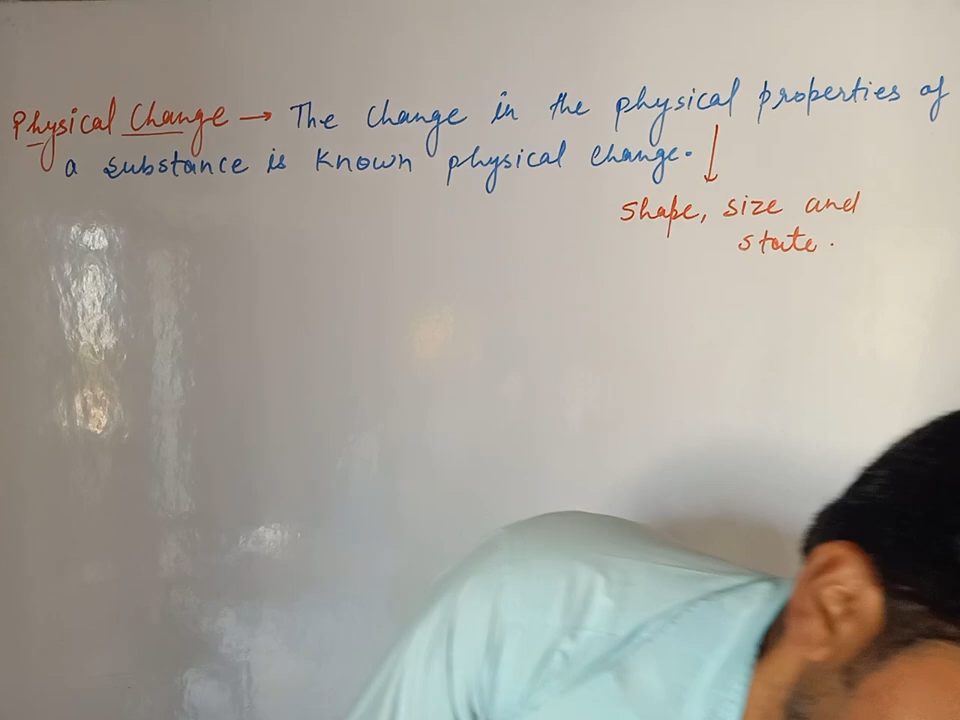 Physical Change → The change in the physical properties of
a substance is known physical change.
shape, size and
state.